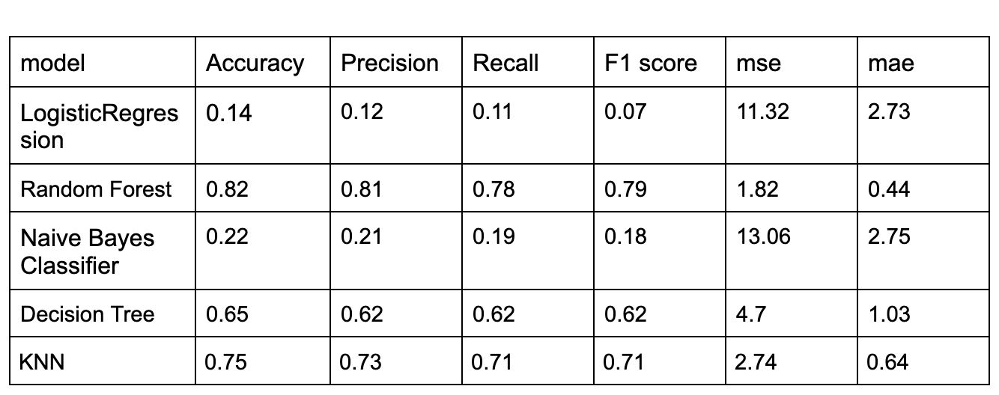 model Accuracy Precision Recall F1 score mse mae
LogisticRegres 0.14 0.12 0.11 0.07 11.32 2.73
sion
Random Forest 0.82 0.81 0.78 0.79 1.82 0.44
Naive Bayes 0.22 0.21 0.19 0.18 13.06 2.75
Classifier
Decision Tree 0.65 0.62 0.62 0.62 4.7 1.03
KNN 0.75 0.73 0.71 0.71 2.74 0.64